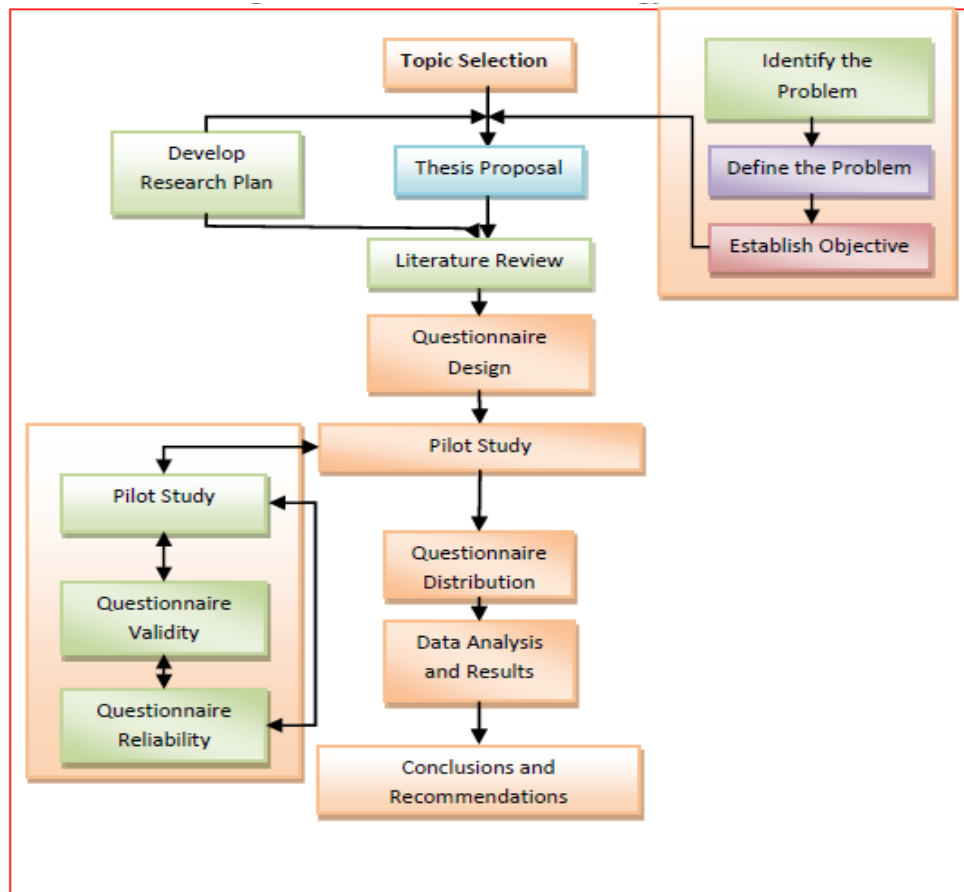 Topic Selection
Identify the
Problem
Develop
Research Plan
Thesis Proposal
Define the Problem
Literature Review
Establish Objective
Questionnaire
Design
Pilot Study
Pilot Study
Questionnaire
Validity
Questionnaire
Reliability
Questionnaire
Distribution
Data Analysis
and Results
Conclusions and
Recommendations